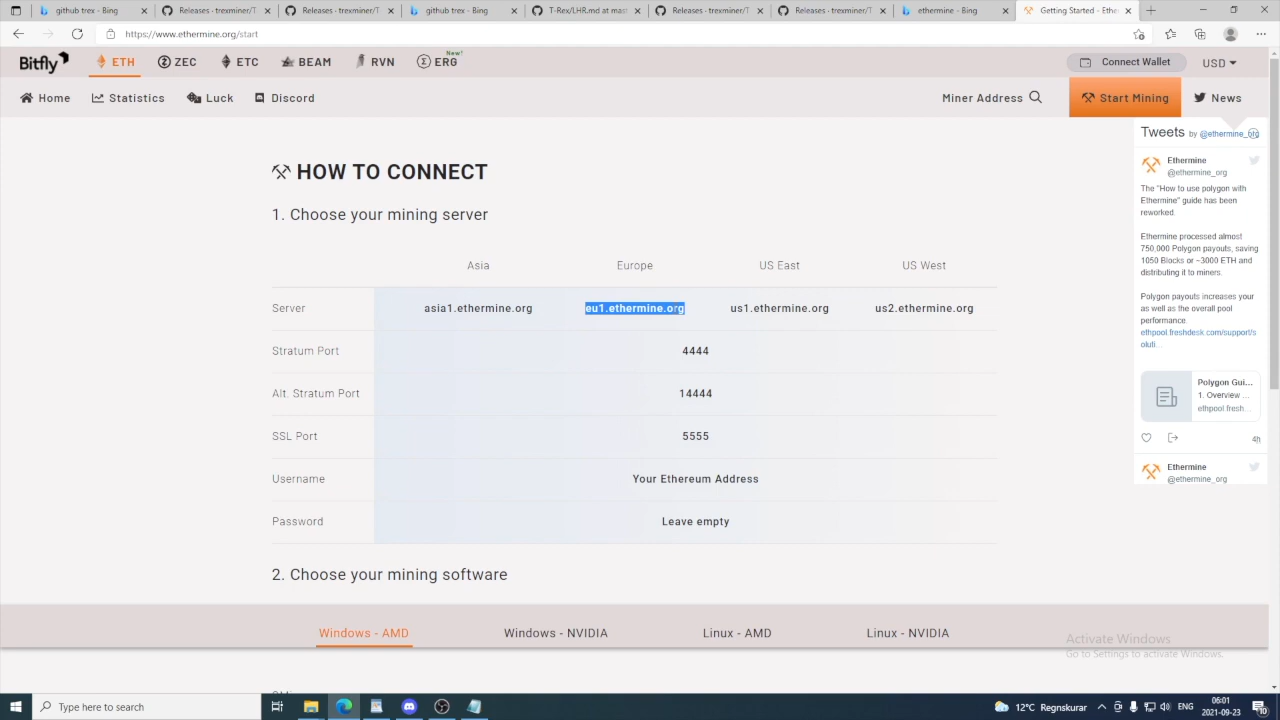 github trex - Bing
Releases · trexminer/T
Releases · trexminer/T
github trex - Bing
T-Rex/LHR.md at mast
Releases · trexminer/T
Releases · trexminer/T
ethermine - Bing
Getting Started - Ether
https://www.ethermine.org/start
Bitfly
ETH
ZEC
ETC
BEAM
RVN
ERG
New!
Connect Wallet
USD
Home
Statistics
Luck
Discord
Miner Address
Start Mining
News
HOW TO CONNECT
1. Choose your mining server
Asia Europe US East US West
Server asia1.ethermine.org eu1.ethermine.org us1.ethermine.org us2.ethermine.org
Stratum Port 4444
Alt. Stratum Port 14444
SSL Port 5555
Username Your Ethereum Address
Password Leave empty
2. Choose your mining software
Windows - AMD
Windows - NVIDIA
Linux - AMD
Linux - NVIDIA
Tweets by @ethermine_org
Ethermine
@ethermine_org
The "How to use polygon with
Ethermine" guide has been
reworked.
Ethermine processed almost
750,000 Polygon payouts, saving
1050 Blocks or ~3000 ETH and
distributing it to miners.
Polygon payouts increases your
as well as the overall pool
performance.
ethpool.freshdesk.com/support/s
oluti...
Polygon Gui...
1. Overview ...
ethpool.fresh...
4h
Ethermine
@ethermine_org
Activate Windows
Go to Settings to activate Windows.
Type here to search
12°C Regnskurar
06:01
2021-09-23
10